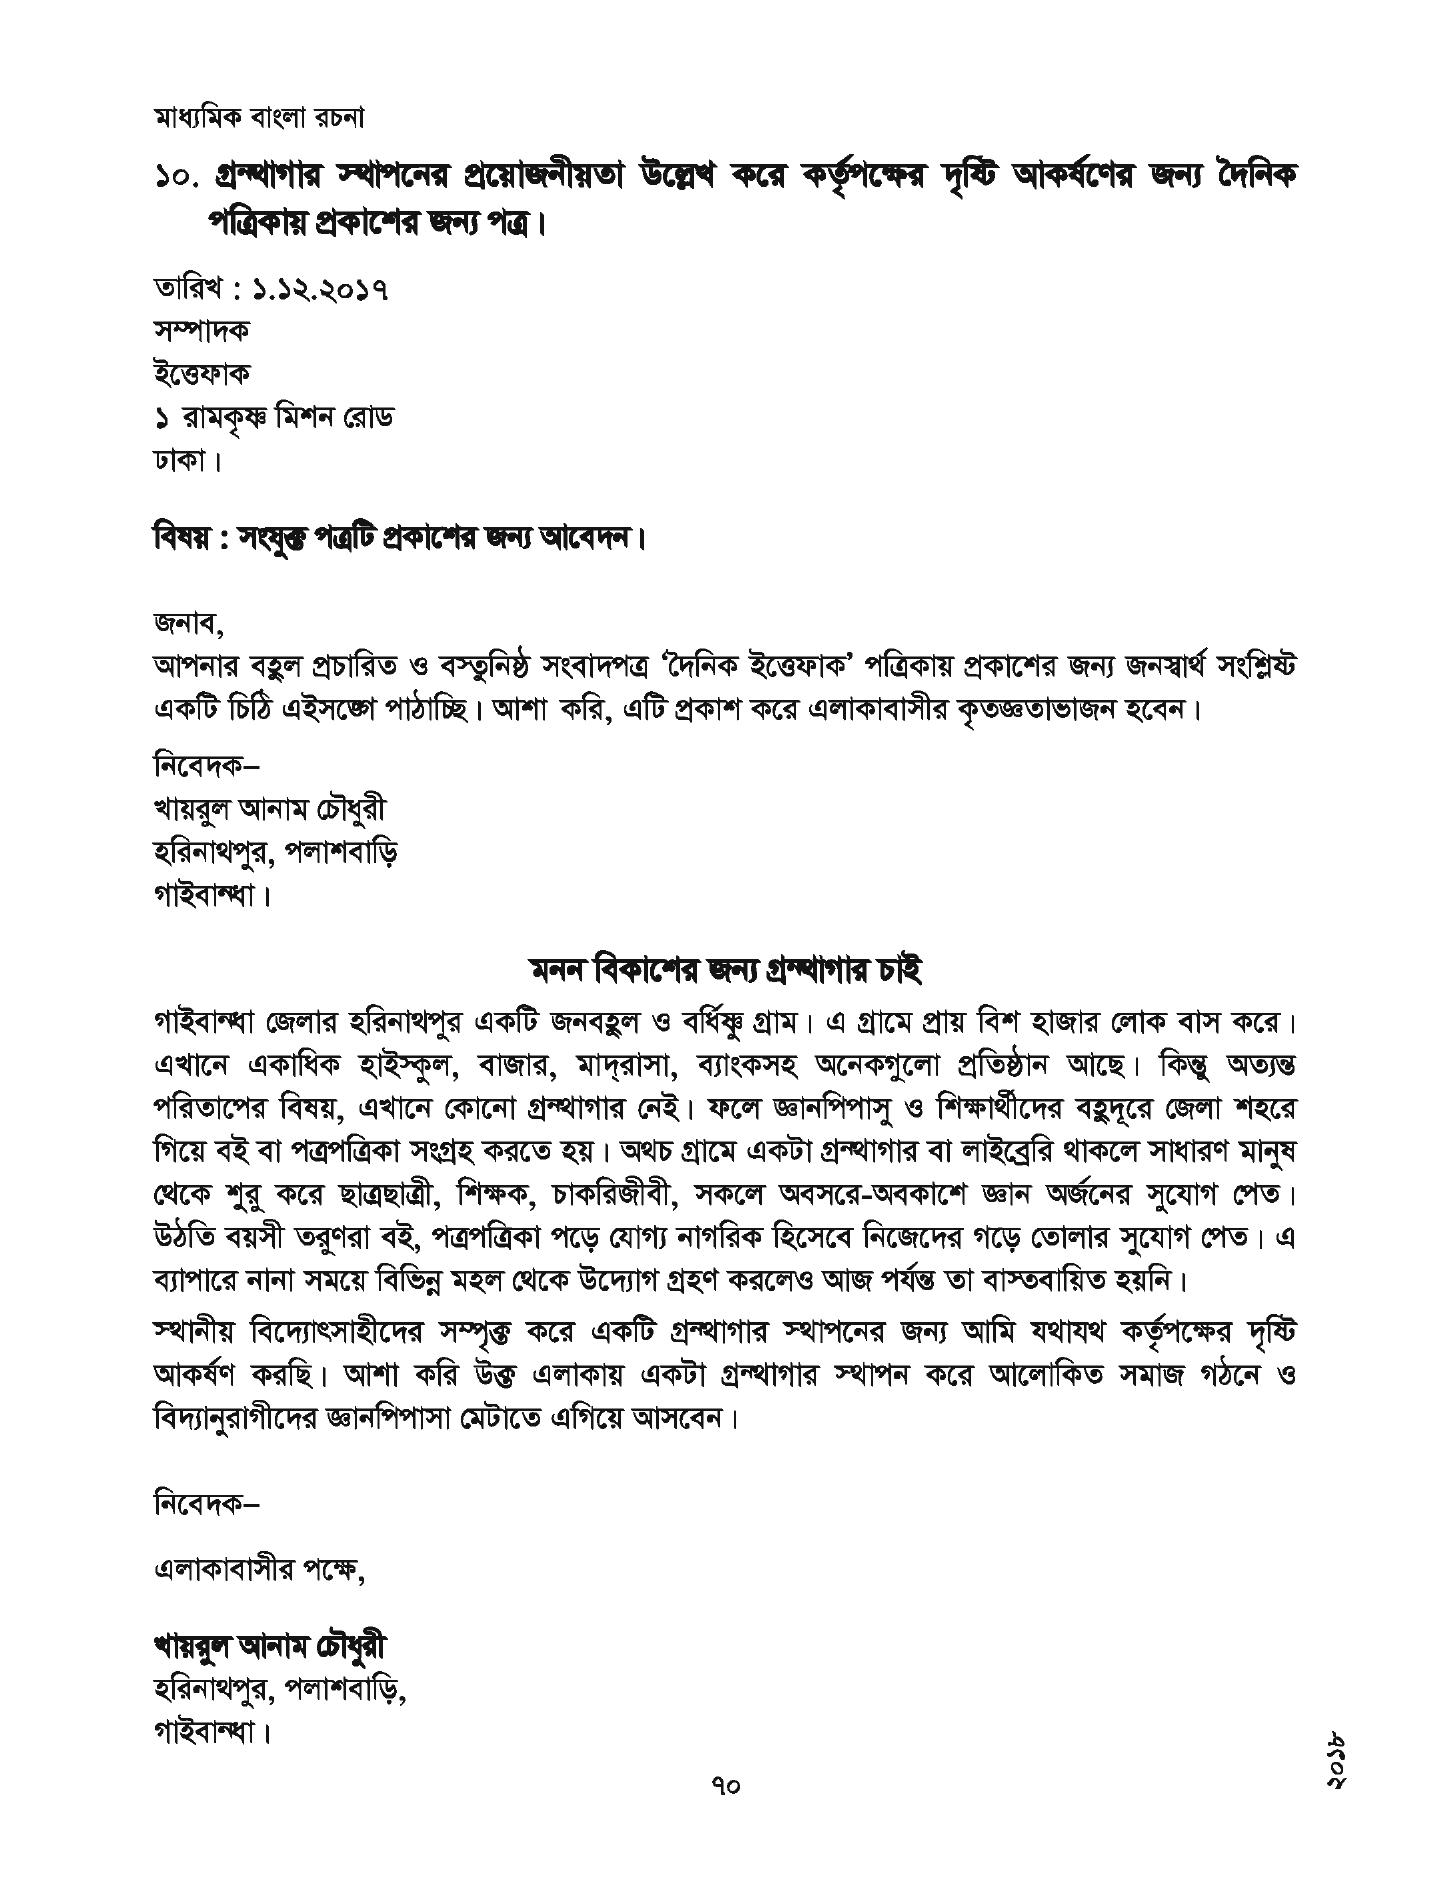 মাধ্যমিক বাংলা রচনা
১০. গ্রন্থাগার স্থাপনের প্রয়োজনীয়তা উল্লেখ করে কর্তৃপক্ষের দৃষ্টি আকর্ষণের জন্য দৈনিক
পত্রিকায় প্রকাশের জন্য পত্র।
তারিখ : ১.১২.২০১৭
সম্পাদক
ইত্তেফাক
১ রামকৃষ্ণ মিশন রোড
ঢাকা।
বিষয় : সংযুক্ত পত্রটি প্রকাশের জন্য আবেদন।
জনাব,
আপনার বহুল প্রচারিত ও বস্তুনিষ্ঠ সংবাদপত্র ‘দৈনিক ইত্তেফাক’ পত্রিকায় প্রকাশের জন্য জনস্বার্থ সংশ্লিষ্ট
একটি চিঠি এইসঙ্গে পাঠাচ্ছি। আশা করি, এটি প্রকাশ করে এলাকাবাসীর কৃতজ্ঞতাভাজন হবেন।
নিবেদক–
খায়রুল আনাম চৌধুরী
হরিনাথপুর, পলাশবাড়ি
গাইবান্ধা।
মনন বিকাশের জন্য গ্রন্থাগার চাই
গাইবান্ধা জেলার হরিনাথপুর একটি জনবহুল ও বর্ধিষ্ণু গ্রাম। এ গ্রামে প্রায় বিশ হাজার লোক বাস করে।
এখানে একাধিক হাইস্কুল, বাজার, মাদ্‌রাসা, ব্যাংকসহ অনেকগুলো প্রতিষ্ঠান আছে। কিন্তু অত্যন্ত
পরিতাপের বিষয়, এখানে কোনো গ্রন্থাগার নেই। ফলে জ্ঞানপিপাসু ও শিক্ষার্থীদের বহুদূরে জেলা শহরে
গিয়ে বই বা পত্রপত্রিকা সংগ্রহ করতে হয়। অথচ গ্রামে একটা গ্রন্থাগার বা লাইব্রেরি থাকলে সাধারণ মানুষ
থেকে শুরু করে ছাত্রছাত্রী, শিক্ষক, চাকরিজীবী, সকলে অবসরে-অবকাশে জ্ঞান অর্জনের সুযোগ পেত।
উঠতি বয়সী তরুণরা বই, পত্রপত্রিকা পড়ে যোগ্য নাগরিক হিসেবে নিজেদের গড়ে তোলার সুযোগ পেত। এ
ব্যাপারে নানা সময়ে বিভিন্ন মহল থেকে উদ্যোগ গ্রহণ করলেও আজ পর্যন্ত তা বাস্তবায়িত হয়নি।
স্থানীয় বিদ্যোৎসাহীদের সম্পৃক্ত করে একটি গ্রন্থাগার স্থাপনের জন্য আমি যথাযথ কর্তৃপক্ষের দৃষ্টি
আকর্ষণ করছি। আশা করি উক্ত এলাকায় একটা গ্রন্থাগার স্থাপন করে আলোকিত সমাজ গঠনে ও
বিদ্যানুরাগীদের জ্ঞানপিপাসা মেটাতে এগিয়ে আসবেন।
নিবেদক–
এলাকাবাসীর পক্ষে,
খায়রুল আনাম চৌধুরী
হরিনাথপুর, পলাশবাড়ি,
গাইবান্ধা।
৭০
২০১৮